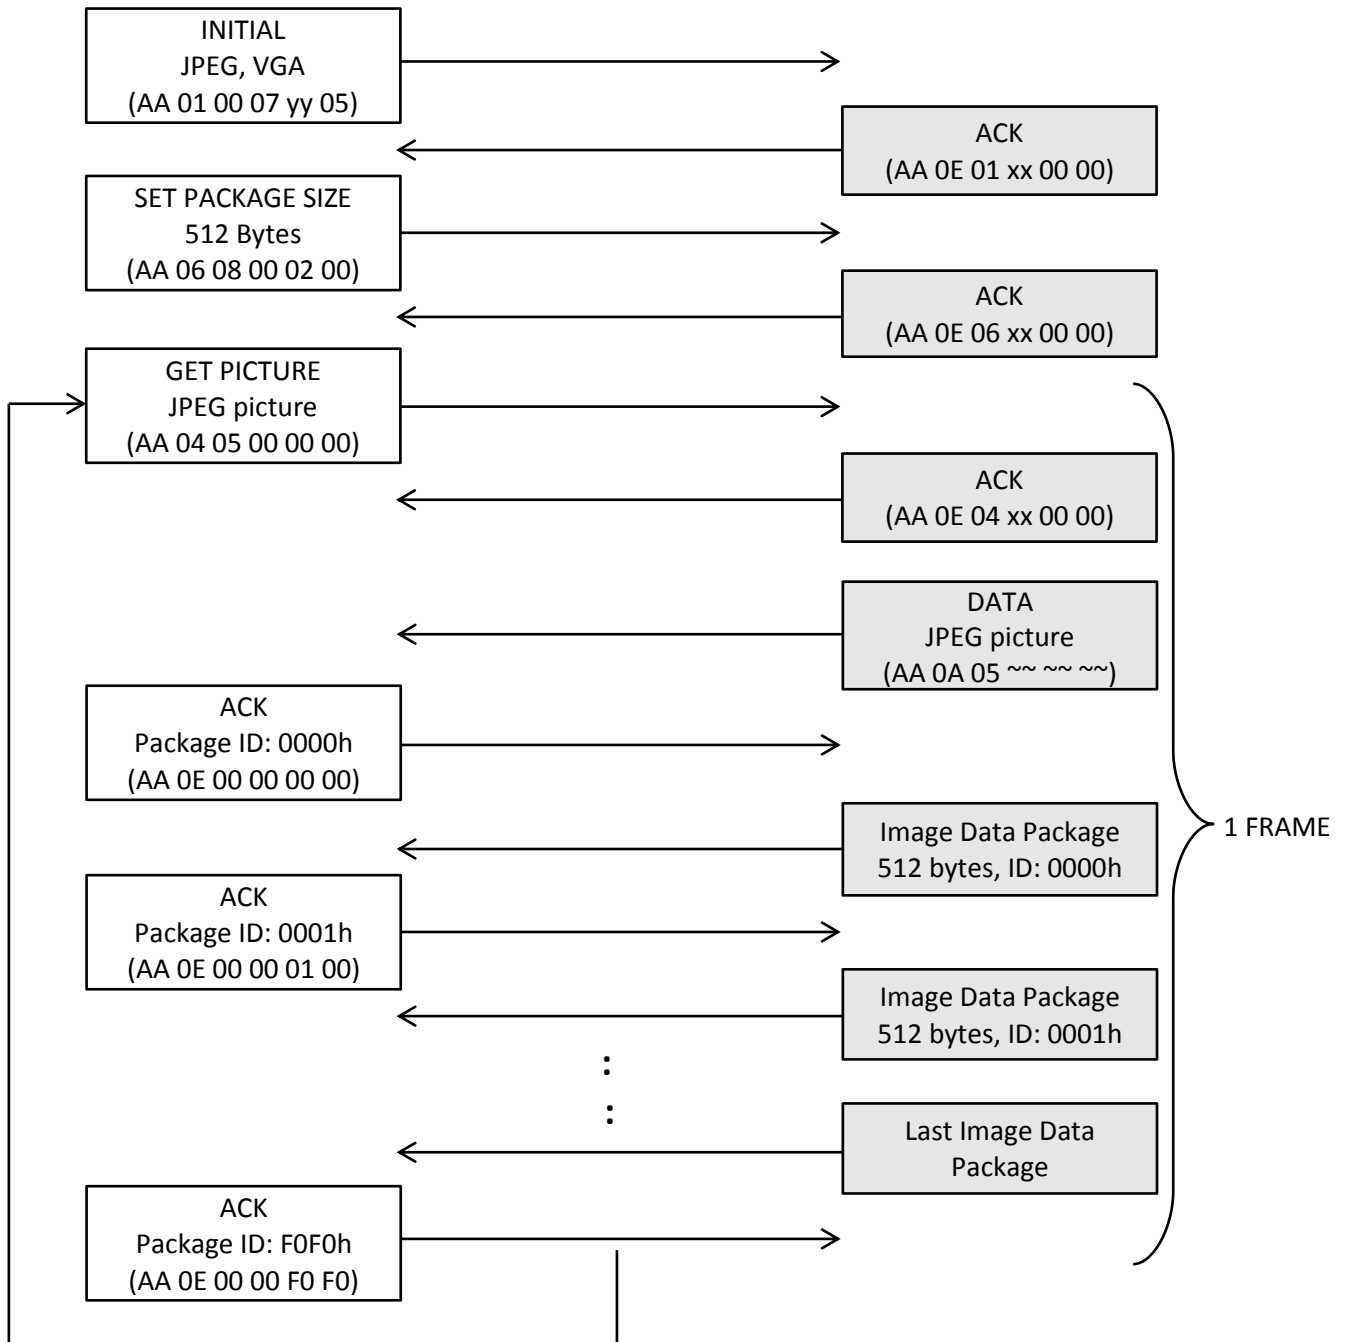 INITIAL
JPEG, VGA
(AA 01 00 07 yy 05)
ACK
(AA 0E 01 xx 00 00)
SET PACKAGE SIZE
512 Bytes
(AA 06 08 00 02 00)
ACK
(AA 0E 06 xx 00 00)
GET PICTURE
JPEG picture
(AA 04 05 00 00 00)
ACK
(AA 0E 04 xx 00 00)
DATA
JPEG picture
(AA 0A 05 ~~ ~~ ~~)
ACK
Package ID: 0000h
(AA 0E 00 00 00 00)
Image Data Package
512 bytes, ID: 0000h
1 FRAME
ACK
Package ID: 0001h
(AA 0E 00 00 01 00)
Image Data Package
512 bytes, ID: 0001h
:
:
Last Image Data
Package
ACK
Package ID: F0F0h
(AA 0E 00 00 F0 F0)